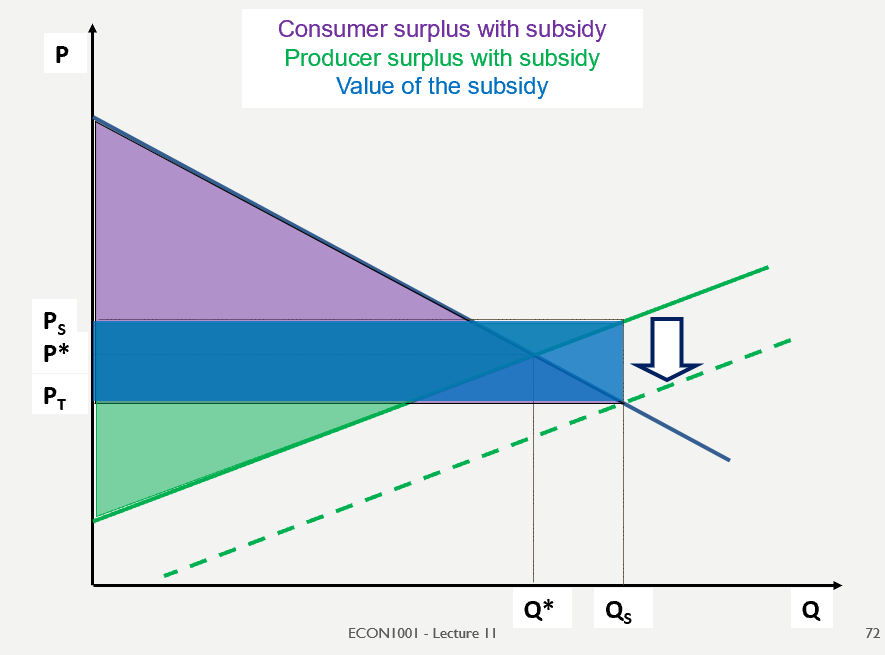 Consumer surplus with subsidy
Producer surplus with subsidy
Value of the subsidy
P
P_S
P*
P_T
Q*
Q_S
Q
ECON1001 - Lecture 11
72